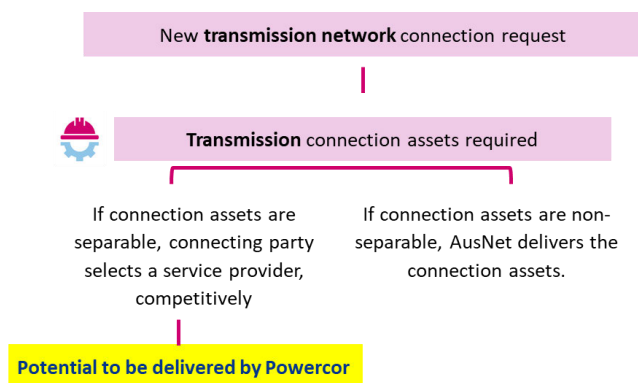 New transmission network connection request
Transmission connection assets required
If connection assets are
separable, connecting party
selects a service provider,
competitively
If connection assets are non-
separable, AusNet delivers the
connection assets.
Potential to be delivered by Powercor